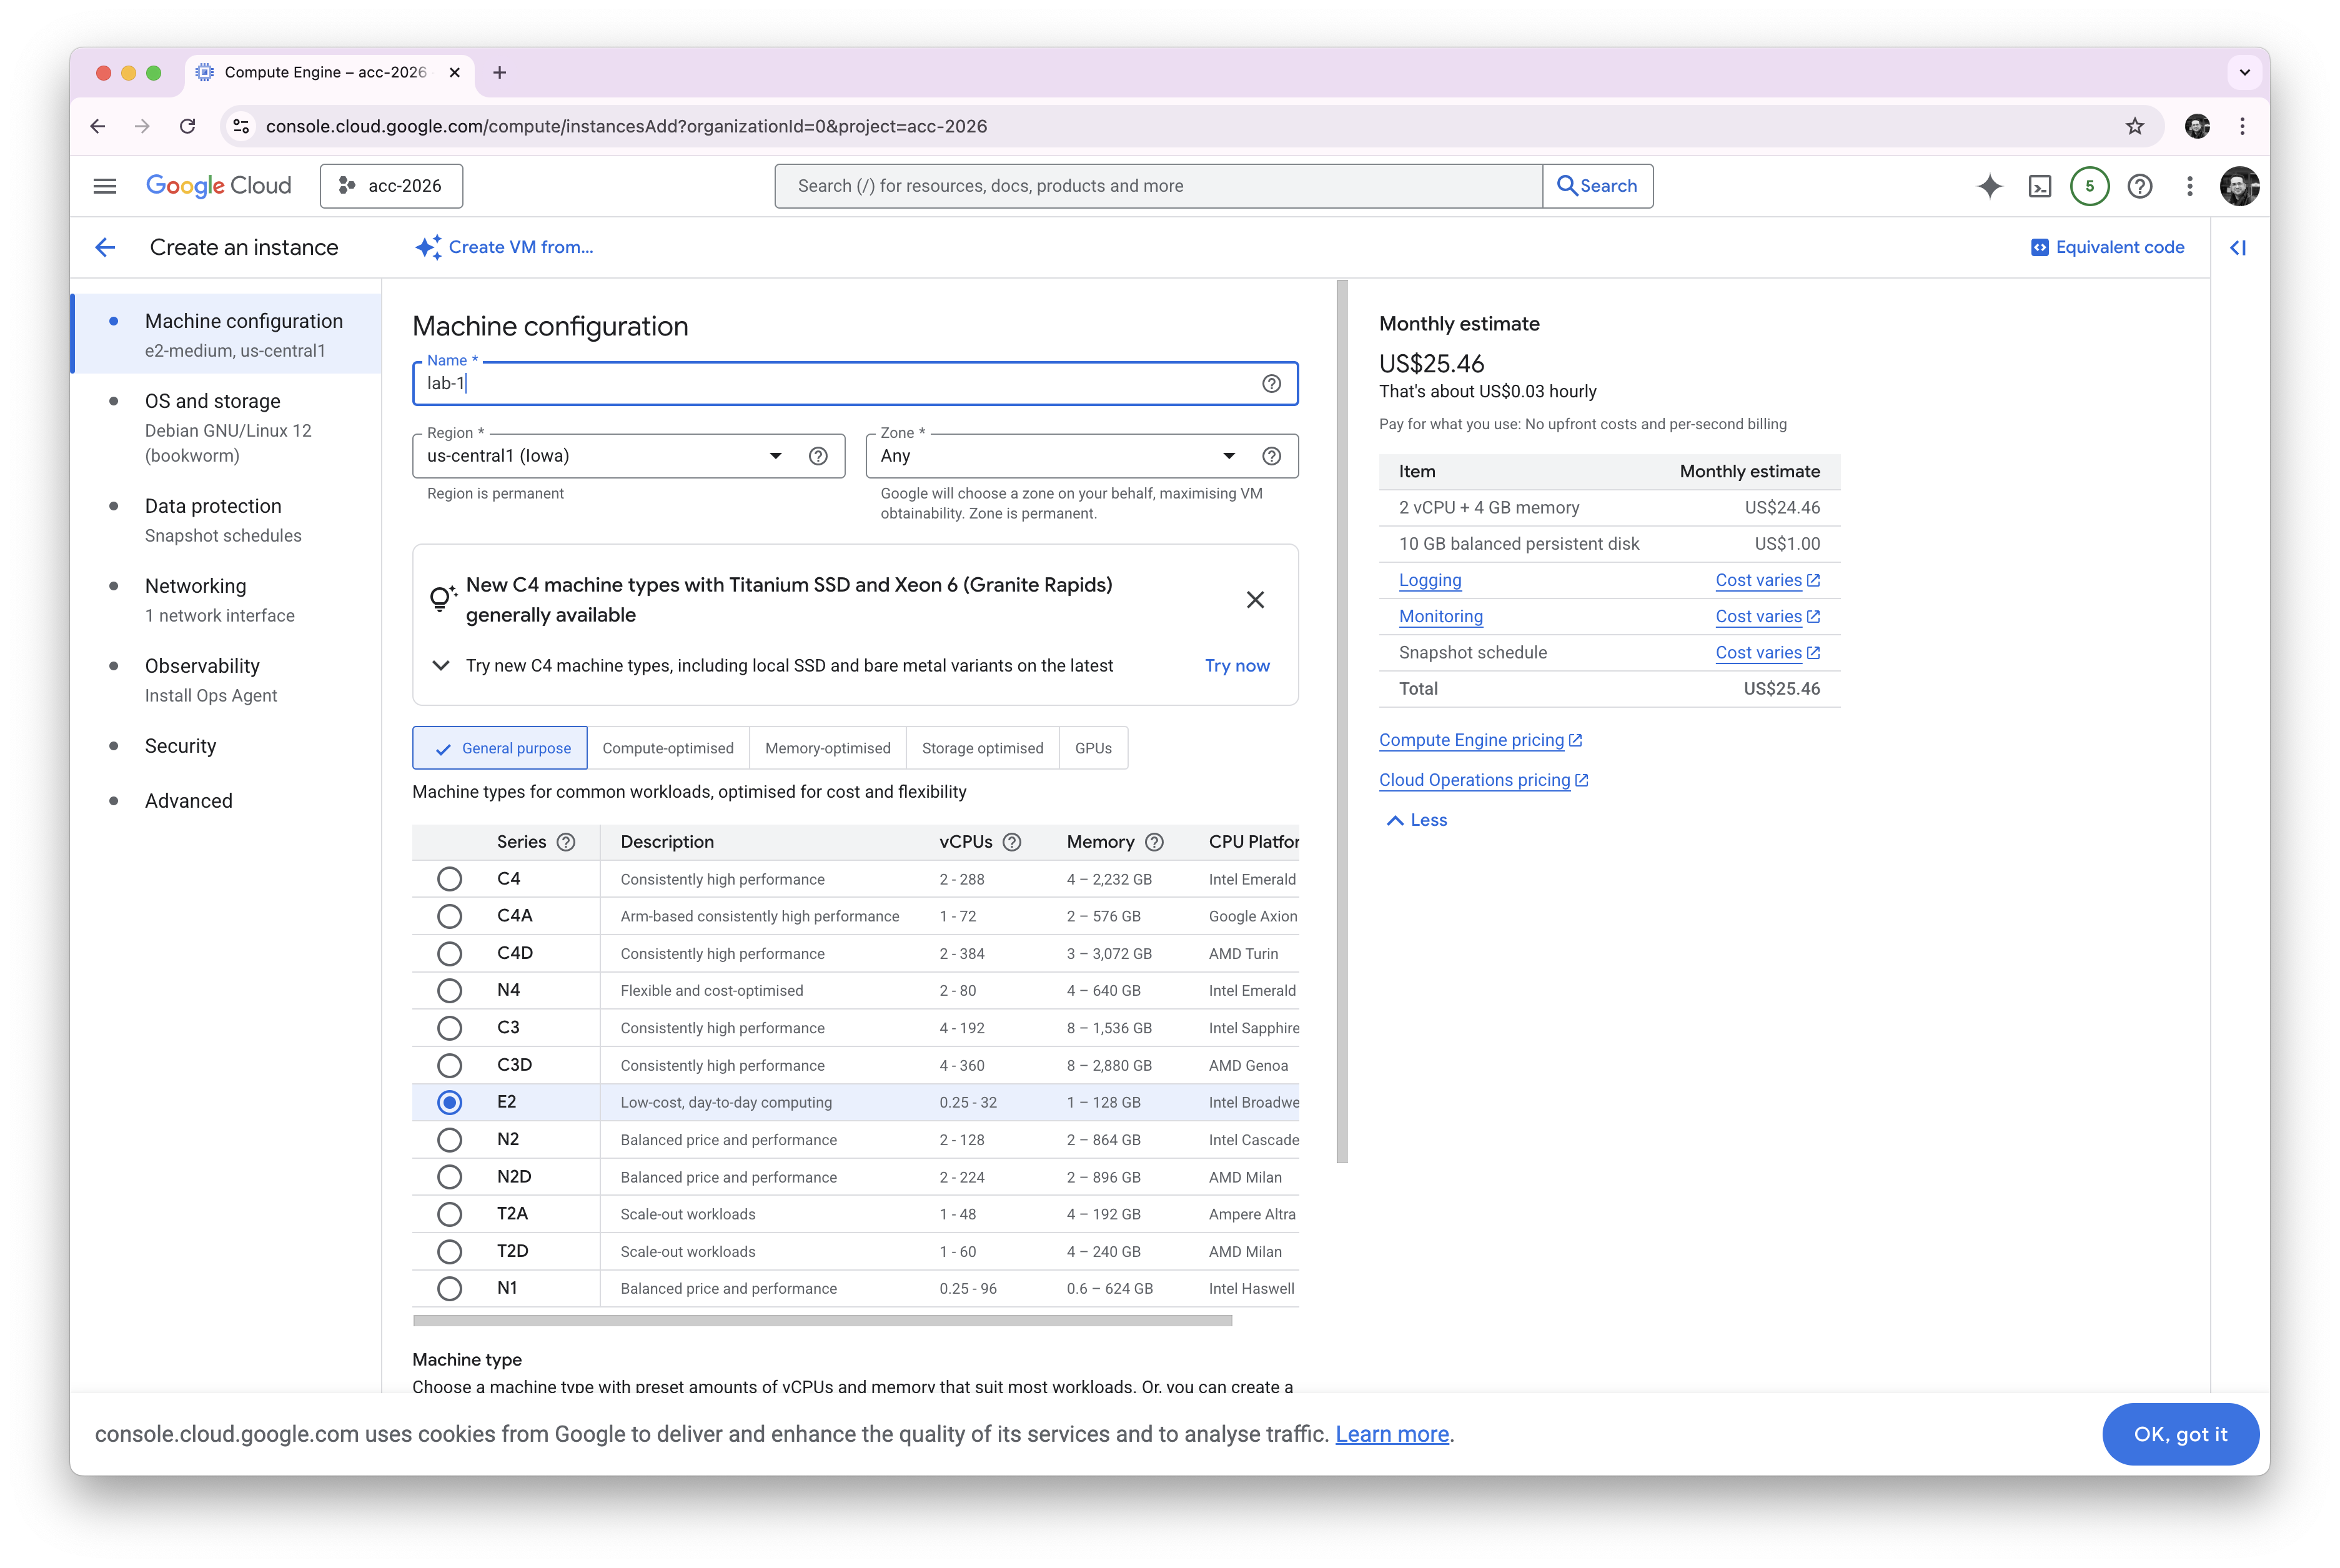 Compute Engine – acc-2026
console.cloud.google.com/compute/instancesAdd?organizationId=0&project=acc-2026
Google Cloud
acc-2026
Search (/) for resources, docs, products and more
Search
5
Create an instance
Create VM from...
Equivalent code
Machine configuration
e2-medium, us-central1
OS and storage
Debian GNU/Linux 12
(bookworm)
Data protection
Snapshot schedules
Networking
1 network interface
Observability
Install Ops Agent
Security
Advanced
Machine configuration
Name *
lab-1
Region *
us-central1 (Iowa)
Region is permanent
Zone *
Any
Google will choose a zone on your behalf, maximising VM
obtainability. Zone is permanent.
New C4 machine types with Titanium SSD and Xeon 6 (Granite Rapids)
generally available
Try new C4 machine types, including local SSD and bare metal variants on the latest
Try now
General purpose
Compute-optimised
Memory-optimised
Storage optimised
GPUs
Machine types for common workloads, optimised for cost and flexibility
Series Description vCPUs Memory CPU Platfor
C4 Consistently high performance 2 - 288 4 – 2,232 GB Intel Emerald
C4A Arm-based consistently high performance 1 - 72 2 – 576 GB Google Axion
C4D Consistently high performance 2 - 384 3 – 3,072 GB AMD Turin
N4 Flexible and cost-optimised 2 - 80 4 – 640 GB Intel Emerald
C3 Consistently high performance 4 - 192 8 – 1,536 GB Intel Sapphire
C3D Consistently high performance 4 - 360 8 – 2,880 GB AMD Genoa
E2 Low-cost, day-to-day computing 0.25 - 32 1 – 128 GB Intel Broadwe
N2 Balanced price and performance 2 - 128 2 – 864 GB Intel Cascade
N2D Balanced price and performance 2 - 224 2 – 896 GB AMD Milan
T2A Scale-out workloads 1 - 48 4 – 192 GB Ampere Altra
T2D Scale-out workloads 1 - 60 4 – 240 GB AMD Milan
N1 Balanced price and performance 0.25 - 96 0.6 – 624 GB Intel Haswell
Machine type
Choose a machine type with preset amounts of vCPUs and memory that suit most workloads. Or, you can create a
Monthly estimate
US$25.46
That's about US$0.03 hourly
Pay for what you use: No upfront costs and per-second billing
Item Monthly estimate
2 vCPU + 4 GB memory US$24.46
10 GB balanced persistent disk US$1.00
Logging Cost varies
Monitoring Cost varies
Snapshot schedule Cost varies
Total US$25.46
Compute Engine pricing
Cloud Operations pricing
Less
console.cloud.google.com uses cookies from Google to deliver and enhance the quality of its services and to analyse traffic. Learn more.
OK, got it